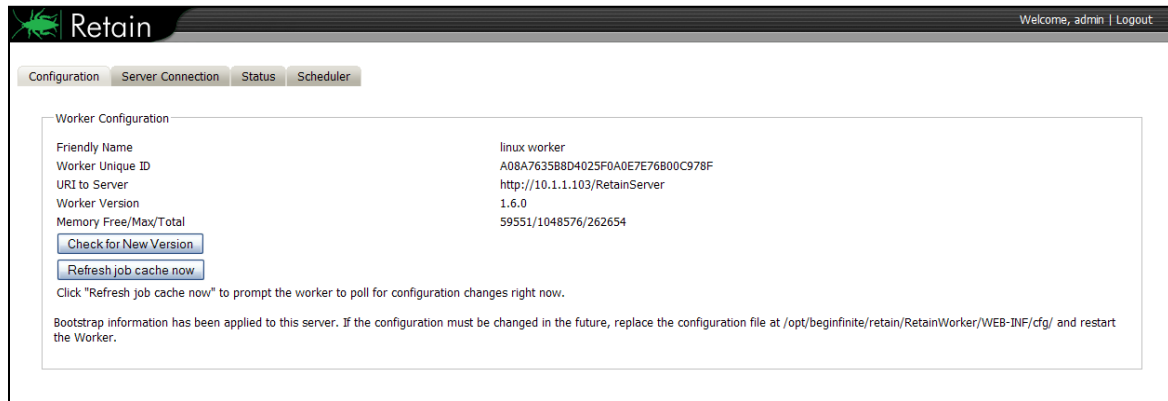 Retain
Welcome, admin | Logout
Configuration Server Connection Status Scheduler
Worker Configuration
Friendly Name linux worker
Worker Unique ID A08A7635B8D4025F0A0E7E76B00C978F
URI to Server http://10.1.1.103/RetainServer
Worker Version 1.6.0
Memory Free/Max/Total 59551/1048576/262654
Check for New Version
Refresh job cache now
Click "Refresh job cache now" to prompt the worker to poll for configuration changes right now.
Bootstrap information has been applied to this server. If the configuration must be changed in the future, replace the configuration file at /opt/beginfinite/retain/RetainWorker/WEB-INF/cfg/ and restart
the Worker.